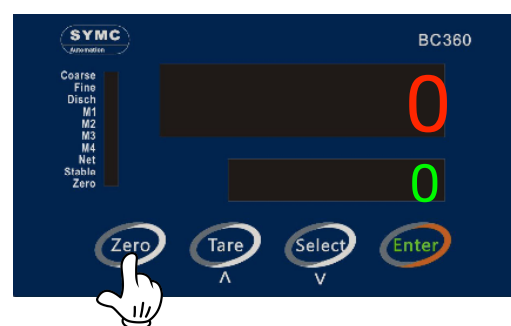 SYMC
Automation
BC360
Coarse
Fine
Disch
M1
M2
M3
M4
Net
Stable
Zero
0
0
Zero
Tare
Select
Enter